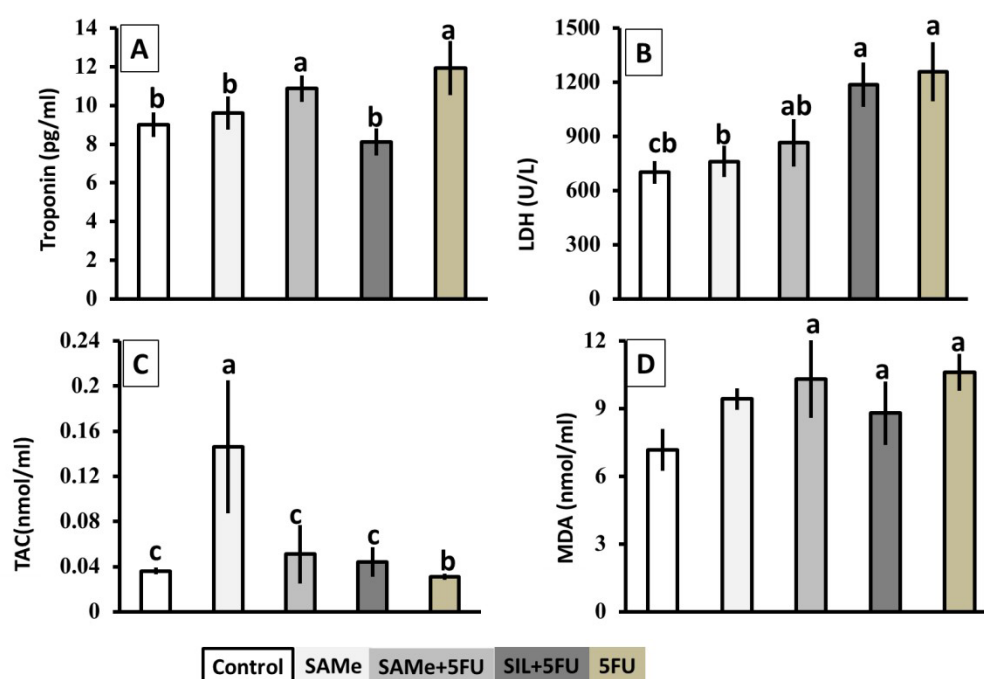 A
Troponin (pg/ml)
14
12
10
8
6
4
2
0
b
b
a
b
a
B
LDH (U/L)
1500
1200
900
600
300
0
cb
b
ab
a
a
C
TAC(nmol/ml)
0.24
0.2
0.16
0.12
0.08
0.04
0
c
a
c
c
b
D
MDA (nmol/ml)
12
9
6
3
0
a
a
a
Control SAMe SAMe+5FU SIL+5FU 5FU